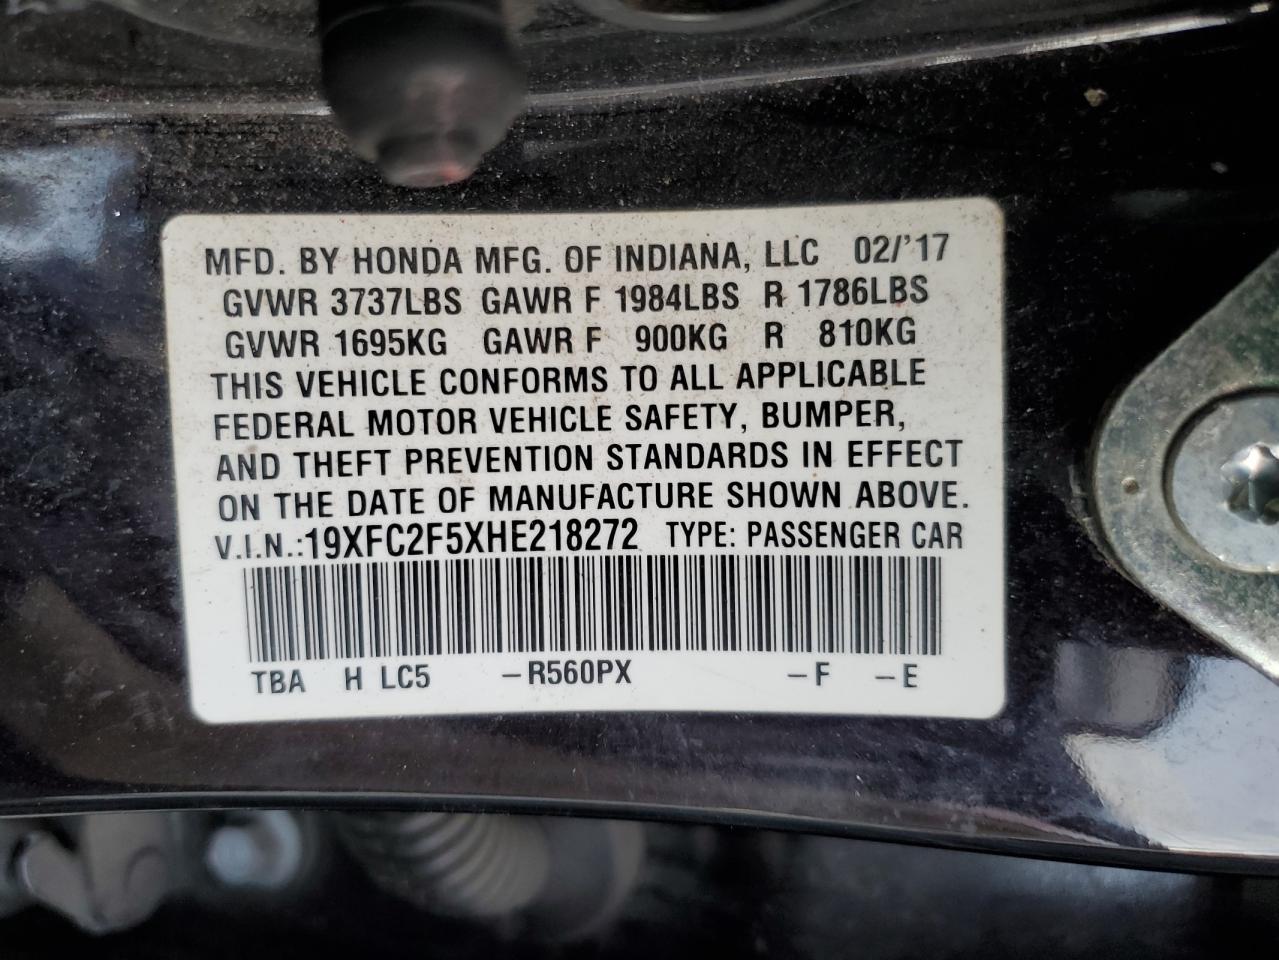 MFD. BY HONDA MFG. OF INDIANA, LLC 02/'17
GVWR 3737LBS GAWR F 1984LBS R 1786LBS
GVWR 1695KG GAWR F 900KG R 810KG
THIS VEHICLE CONFORMS TO ALL APPLICABLE
FEDERAL MOTOR VEHICLE SAFETY, BUMPER,
AND THEFT PREVENTION STANDARDS IN EFFECT
ON THE DATE OF MANUFACTURE SHOWN ABOVE.
V.I.N.:19XFC2F5XHE218272 TYPE: PASSENGER CAR
TBA H LC5 –R560PX –F –E